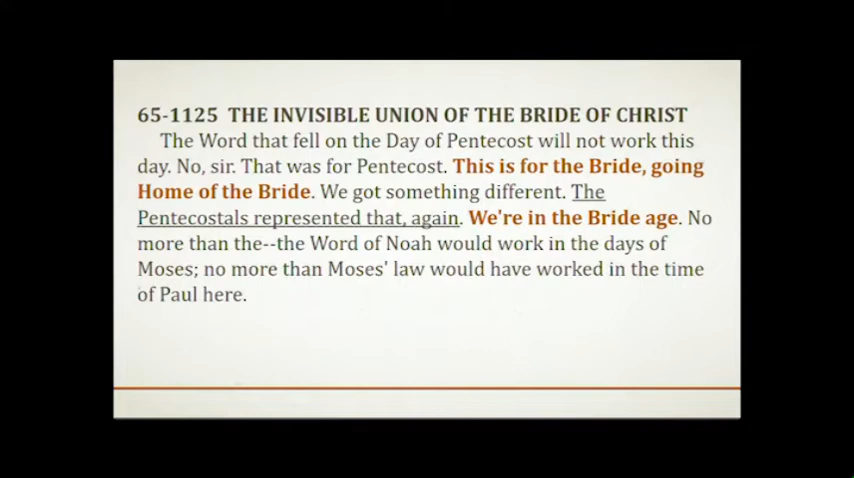 65-1125 THE INVISIBLE UNION OF THE BRIDE OF CHRIST
The Word that fell on the Day of Pentecost will not work this
day. No, sir. That was for Pentecost. This is for the Bride, going
Home of the Bride. We got something different. The
Pentecostals represented that, again. We're in the Bride age. No
more than the--the Word of Noah would work in the days of
Moses; no more than Moses' law would have worked in the time
of Paul here.